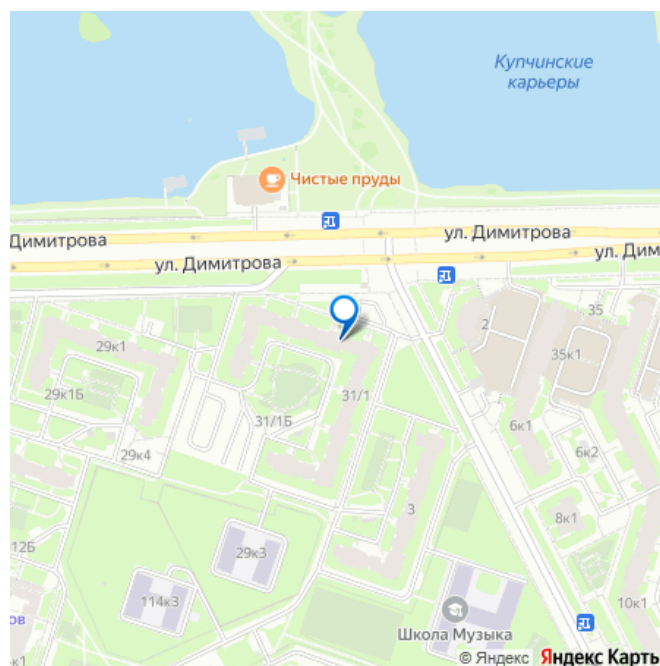 Купчинские
карьеры
Чистые пруды
Димитрова
ул. Димитрова
ул. Димитрова
ул. Дим
35
2
29к1
35к1
29к1Б
31/1
31/1Б
6к1
6к2
29к4
3
8к1
12Б
29к3
114к3
10к1
ов
Школа Музыка
© Яндекс Яндекс Карты